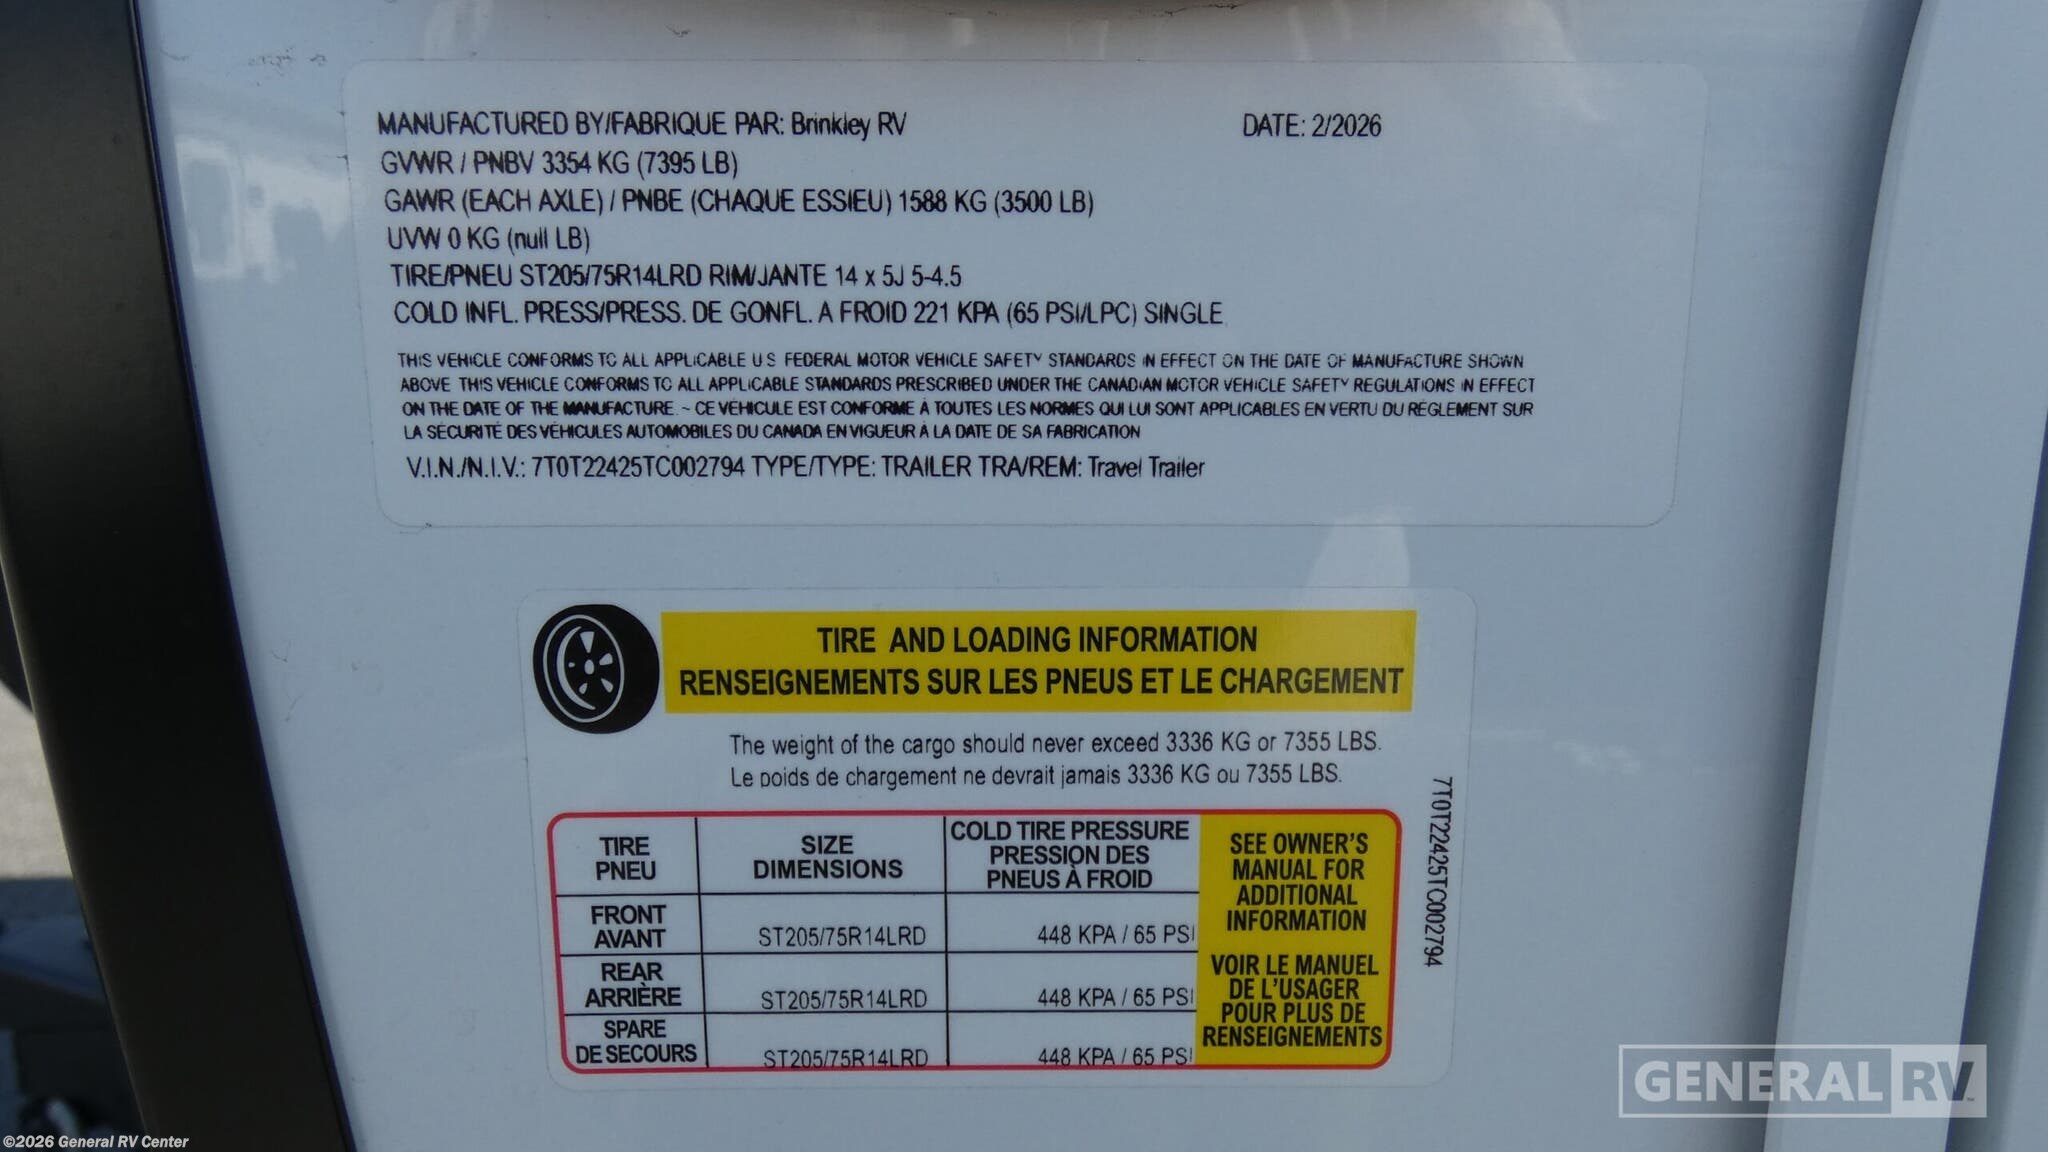 MANUFACTURED BY/FABRIQUE PAR: Brinkley RV DATE: 2/2026
GVWR / PNBV 3354 KG (7395 LB)
GAWR (EACH AXLE) / PNBE (CHAQUE ESSIEU) 1588 KG (3500 LB)
UVW 0 KG (null LB)
TIRE/PNEU ST205/75R14LRD RIM/JANTE 14 x 5J 5-4.5
COLD INFL. PRESS/PRESS. DE GONFL. A FROID 221 KPA (65 PSI/LPC) SINGLE
THIS VEHICLE CONFORMS TO ALL APPLICABLE U S FEDERAL MOTOR VEHICLE SAFETY STANDARDS IN EFFECT ON THE DATE OF MANUFACTURE SHOWN
ABOVE THIS VEHICLE CONFORMS TO ALL APPLICABLE STANDARDS PRESCRIBED UNDER THE CANADIAN MOTOR VEHICLE SAFETY REGULATIONS IN EFFECT
ON THE DATE OF THE MANUFACTURE. ~ CE VÉHICULE EST CONFORME À TOUTES LES NORMES QUI LUI SONT APPLICABLES EN VERTU DU RÉGLEMENT SUR
LA SÉCURITÉ DES VÉHICULES AUTOMOBILES DU CANADA EN VIGUEUR À LA DATE DE SA FABRICATION
V.I.N./N.I.V.: 7T0T22425TC002794 TYPE/TYPE: TRAILER TRA/REM: Travel Trailer
TIRE AND LOADING INFORMATION
RENSEIGNEMENTS SUR LES PNEUS ET LE CHARGEMENT
The weight of the cargo should never exceed 3336 KG or 7355 LBS.
Le poids de chargement ne devrait jamais 3336 KG ou 7355 LBS.
TIRE
PNEU
SIZE
DIMENSIONS
COLD TIRE PRESSURE
PRESSION DES
PNEUS À FROID
FRONT
AVANT
ST205/75R14LRD
448 KPA / 65 PSI
REAR
ARRIÈRE
ST205/75R14LRD
448 KPA / 65 PSI
SPARE
DE SECOURS
ST205/75R14LRD
448 KPA / 65 PSI
SEE OWNER'S
MANUAL FOR
ADDITIONAL
INFORMATION
VOIR LE MANUEL
DE L'USAGER
POUR PLUS DE
RENSEIGNEMENTS
7T0T22425TC002794
GENERAL RV
©2026 General RV Center